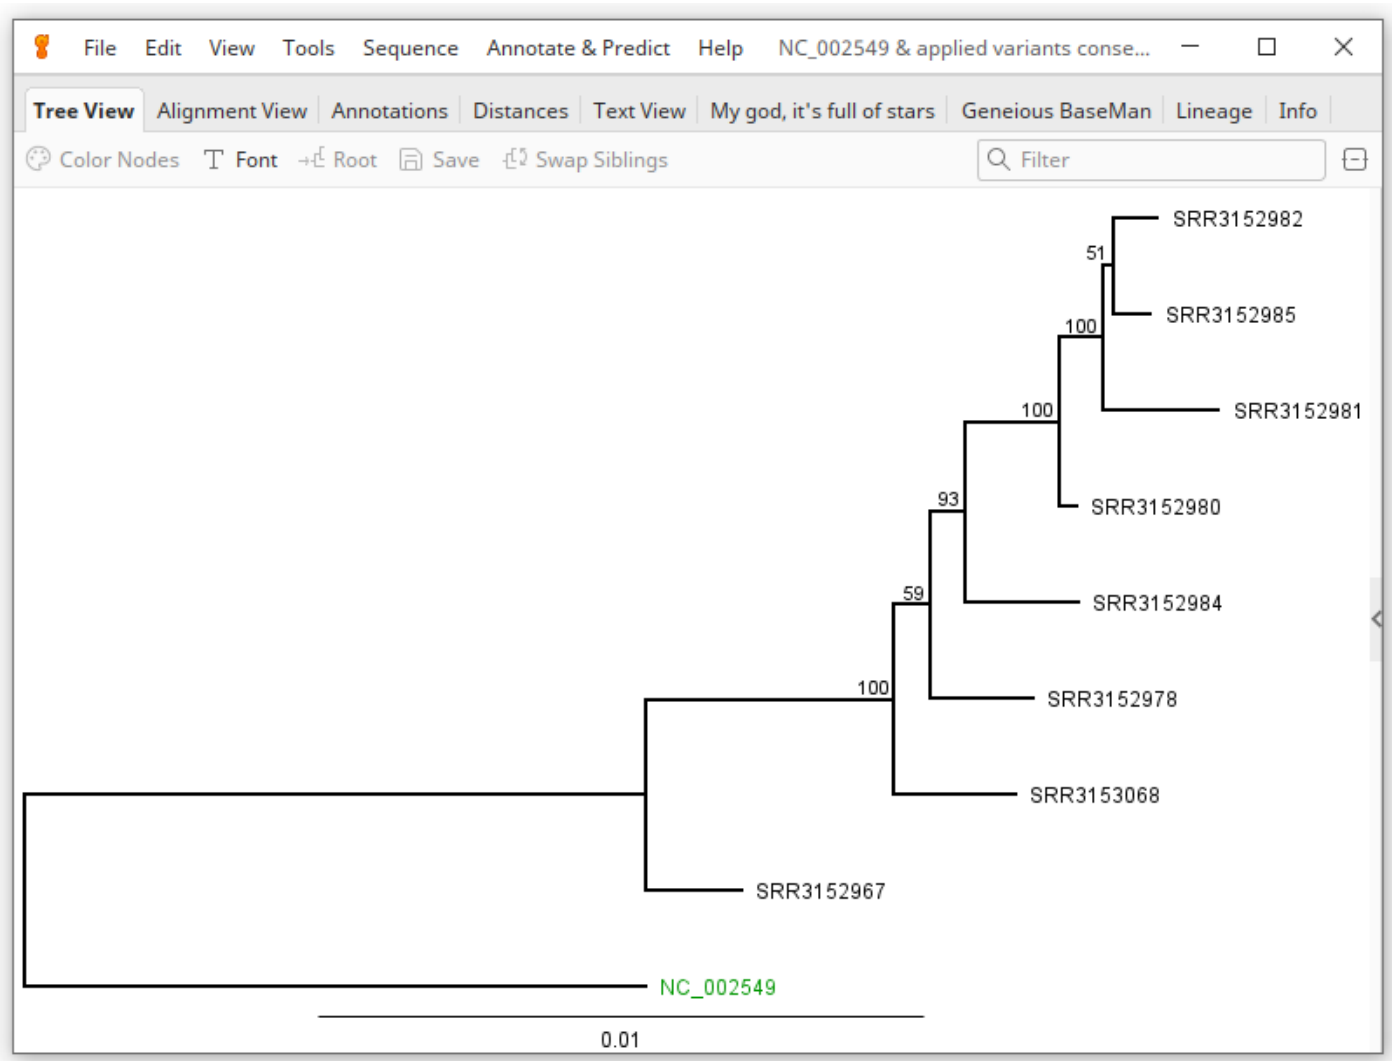 File Edit View Tools Sequence Annotate & Predict Help NC_002549 & applied variants conse...
Tree View Alignment View Annotations Distances Text View My god, it's full of stars Geneious BaseMan Lineage Info
Color Nodes Font Root Save Swap Siblings Filter
SRR3152982
51
SRR3152985
100
SRR3152981
100
93
SRR3152980
59
SRR3152984
100
SRR3152978
SRR3153068
SRR3152967
NC_002549
0.01